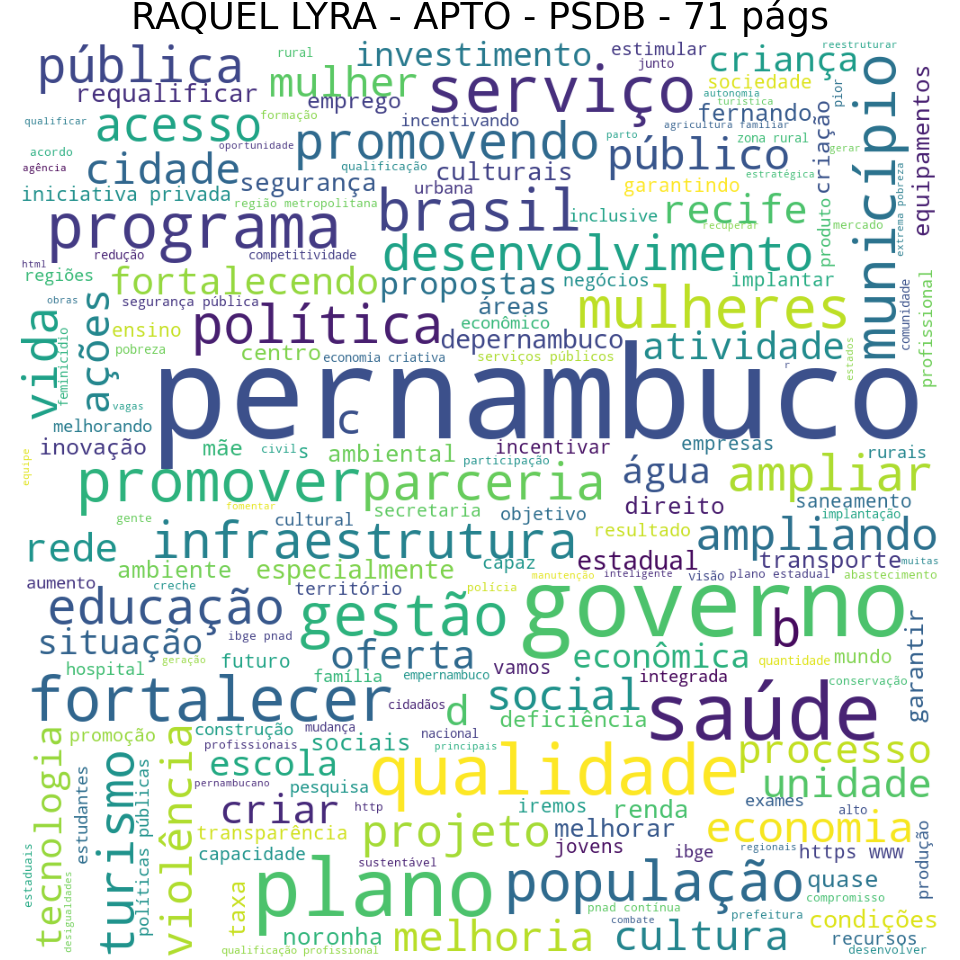 RAQUEL LYRA - APTO - PSDB - 71 págs
pública
rural
investimento
estimular
junto
criança
reestruturar
requalificar
mulher
emprego
serviço
sociedade
município
equipamentos
qualificar
acesso
formação
incentivando
fernando
autonomia
turística
pior
agricultura familiar
acordo
agência
oportunidade
promovendo
parto
público
zona rural
criação
gerar
cidade
segurança
qualificação
culturais
estratégica
iniciativa privada
região metropolitana
urbana
garantindo
extrema pobreza
programa
brasil
inclusive
recife
recuperar
produto
mercado
redução
competitividade
desenvolvimento
html
regiões
fortalecendo
propostas
negócios
implantar
obras
segurança pública
áreas
mulheres
comunidade
profissional
vida
feminicídio
ações
ensino
pobreza
política
econômico
depernambuco
atividade
estados
centro
economia criativa
serviços públicos
r
vagas
pernambuco
c
melhorando
inovação
mãe
civil
s
ambiental
incentivar
participação
empresas
rurais
equipe
promover
parceria
água
ampliar
fomentar
secretaria
direito
saneamento
gente
cultural
objetivo
resultado
implantação
rede
infraestrutura
ampliando
ambiente
especialmente
capaz
estadual
transporte
muitas
aumento
creche
território
polícia
manutenção
inteligente
visão
plano estadual
abastecimento
educação
gestão
governo
b
situação
ibge pnad
oferta
econômica
garantir
hospital
geração
futuro
família
empernambuco
vamos
integrada
quantidade
mundo
conservação
fortalecer
cidadãos
d
social
deficiência
saúde
tecnologia
promoção
construção
mudança
nacional
profissionais
sociais
principais
processo
estudantes
turismo
políticas públicas
violência
escola
pernambucano
pesquisa
qualidade
unidade
criar
http
iremos
renda
exames
alto
transparência
projeto
melhorar
economia
estaduais
capacidade
sustentável
jovens
ibge
regionais
https www
produção
desigualdades
taxa
plano
população
quase
compromisso
pnad contínua
prefeitura
condições
noronha
melhoria
combate
cultura
recursos
qualificação profissional
desenvolver